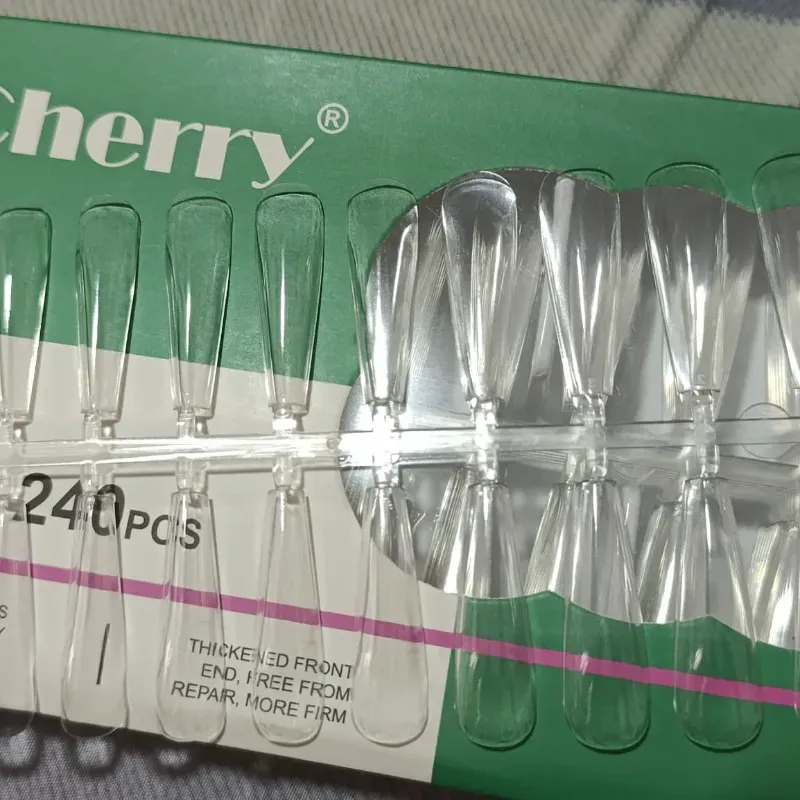 Cherry®
240PCS
THICKENED FRONT
END, FREE FROM
REPAIR, MORE FIRM